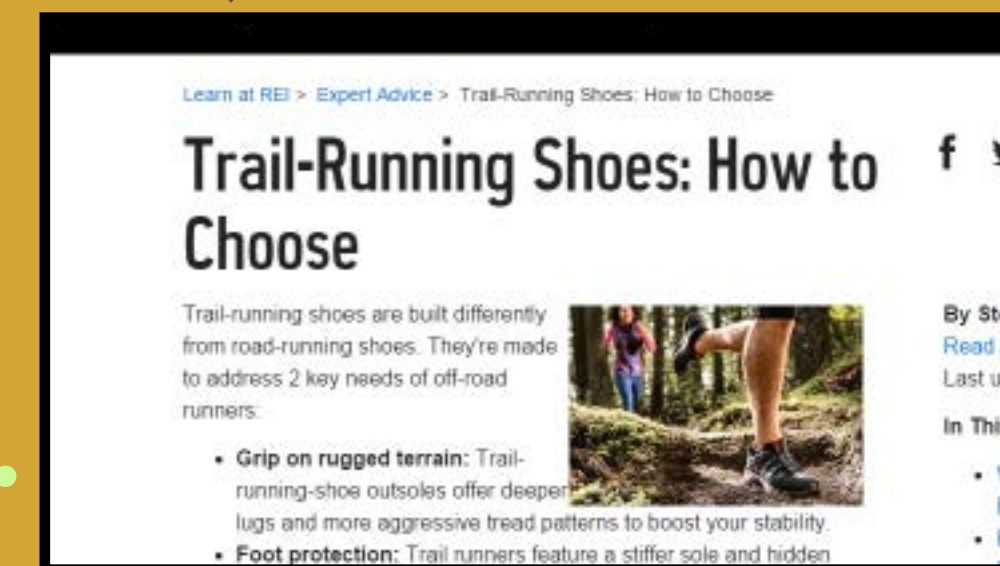 Learn at REI > Expert Advice > Trail-Running Shoes: How to Choose
Trail-Running Shoes: How to
Choose
Trail-running shoes are built differently
from road-running shoes. They're made
to address 2 key needs of off-road
runners:
• Grip on rugged terrain: Trail-
running-shoe outsoles offer deeper
lugs and more aggressive tread patterns to boost your stability.
• Foot protection: Trail runners feature a stiffer sole and hidden
f
By
Read
Last
In